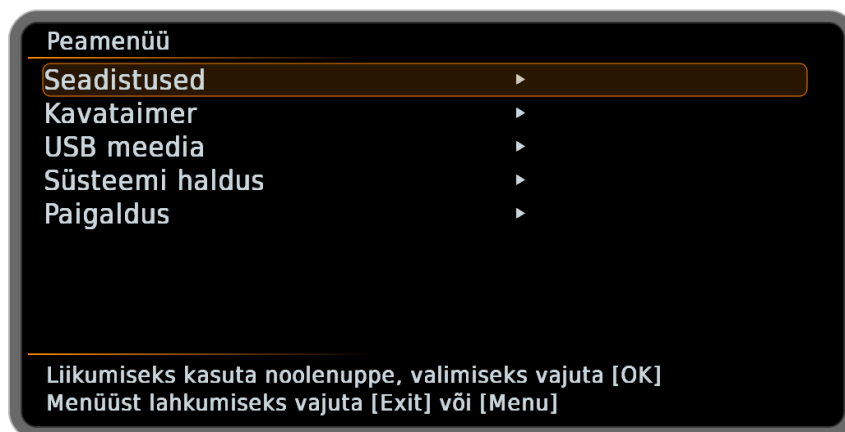 Peamenüü
Seadistused
Kavataimer
USB meedia
Süsteemi haldus
Paigaldus
Liikumiseks kasuta noolenuppe, valimiseks vajuta [OK]
Menüüst lahkumiseks vajuta [Exit] või [Menu]